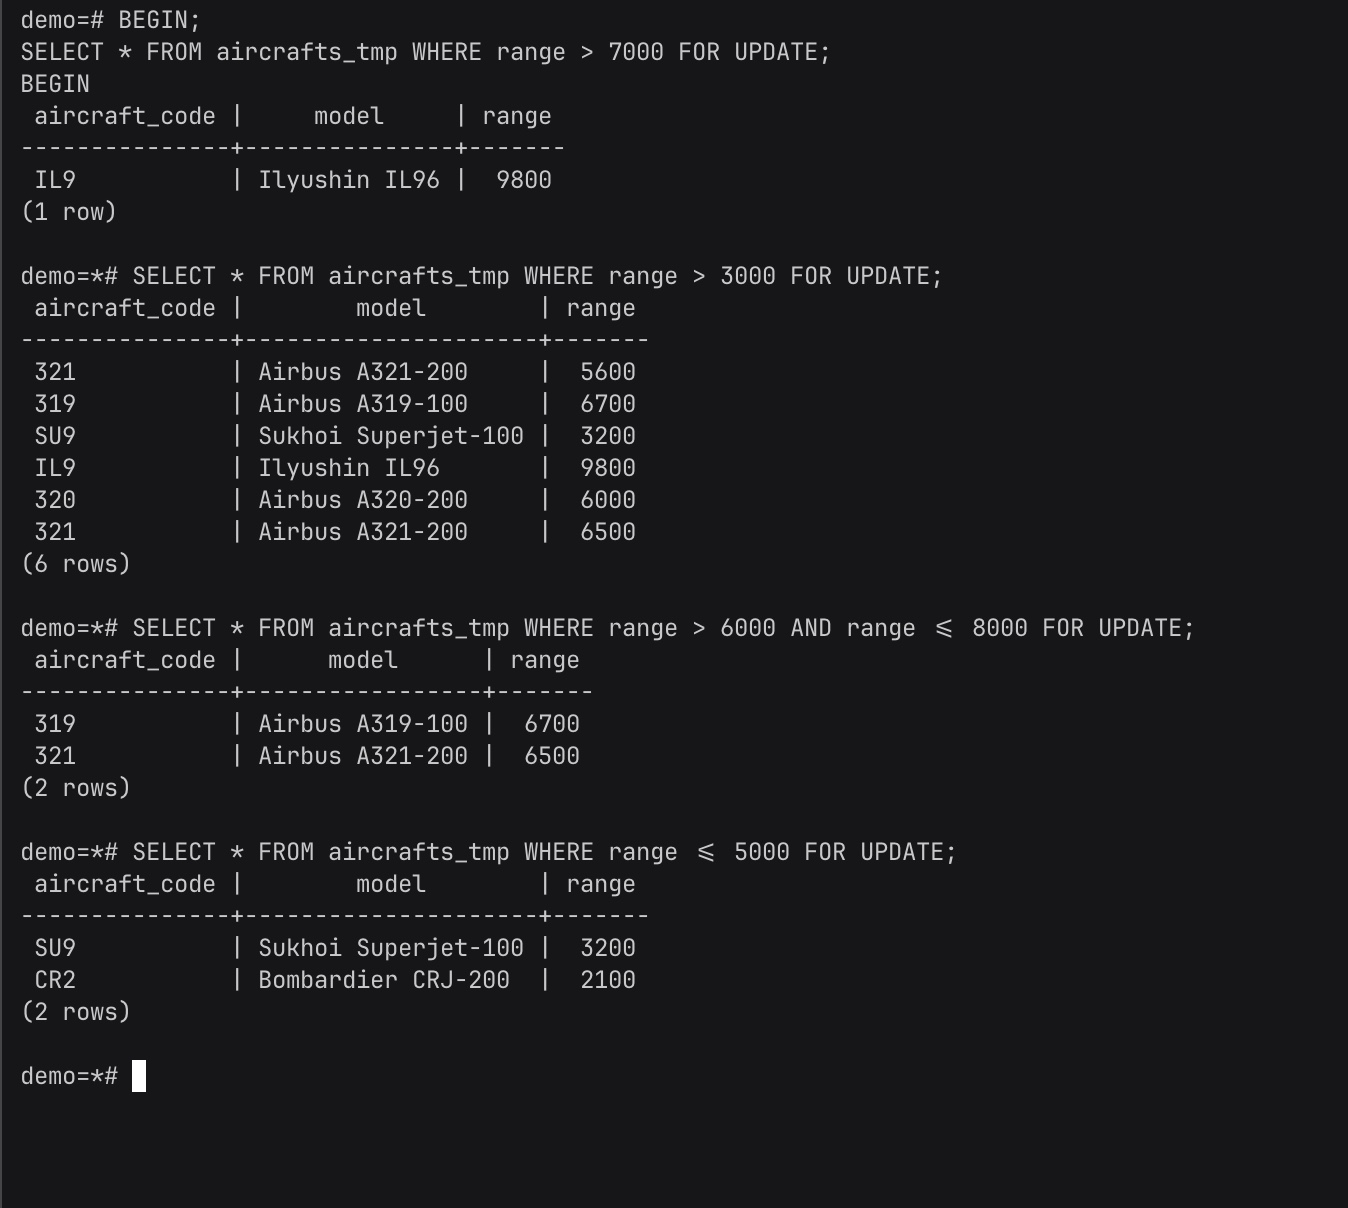 demo=# BEGIN;
SELECT * FROM aircrafts_tmp WHERE range > 7000 FOR UPDATE;
BEGIN
 aircraft_code |     model     | range
---------------+---------------+-------
 IL9           | Ilyushin IL96 |  9800
(1 row)

demo=*# SELECT * FROM aircrafts_tmp WHERE range > 3000 FOR UPDATE;
 aircraft_code |        model        | range
---------------+---------------------+-------
 321           | Airbus A321-200     |  5600
 319           | Airbus A319-100     |  6700
 SU9           | Sukhoi Superjet-100 |  3200
 IL9           | Ilyushin IL96       |  9800
 320           | Airbus A320-200     |  6000
 321           | Airbus A321-200     |  6500
(6 rows)

demo=*# SELECT * FROM aircrafts_tmp WHERE range > 6000 AND range <= 8000 FOR UPDATE;
 aircraft_code |      model      | range
---------------+-----------------+-------
 319           | Airbus A319-100 |  6700
 321           | Airbus A321-200 |  6500
(2 rows)

demo=*# SELECT * FROM aircrafts_tmp WHERE range <= 5000 FOR UPDATE;
 aircraft_code |        model        | range
---------------+---------------------+-------
 SU9           | Sukhoi Superjet-100 |  3200
 CR2           | Bombardier CRJ-200  |  2100
(2 rows)

demo=*#